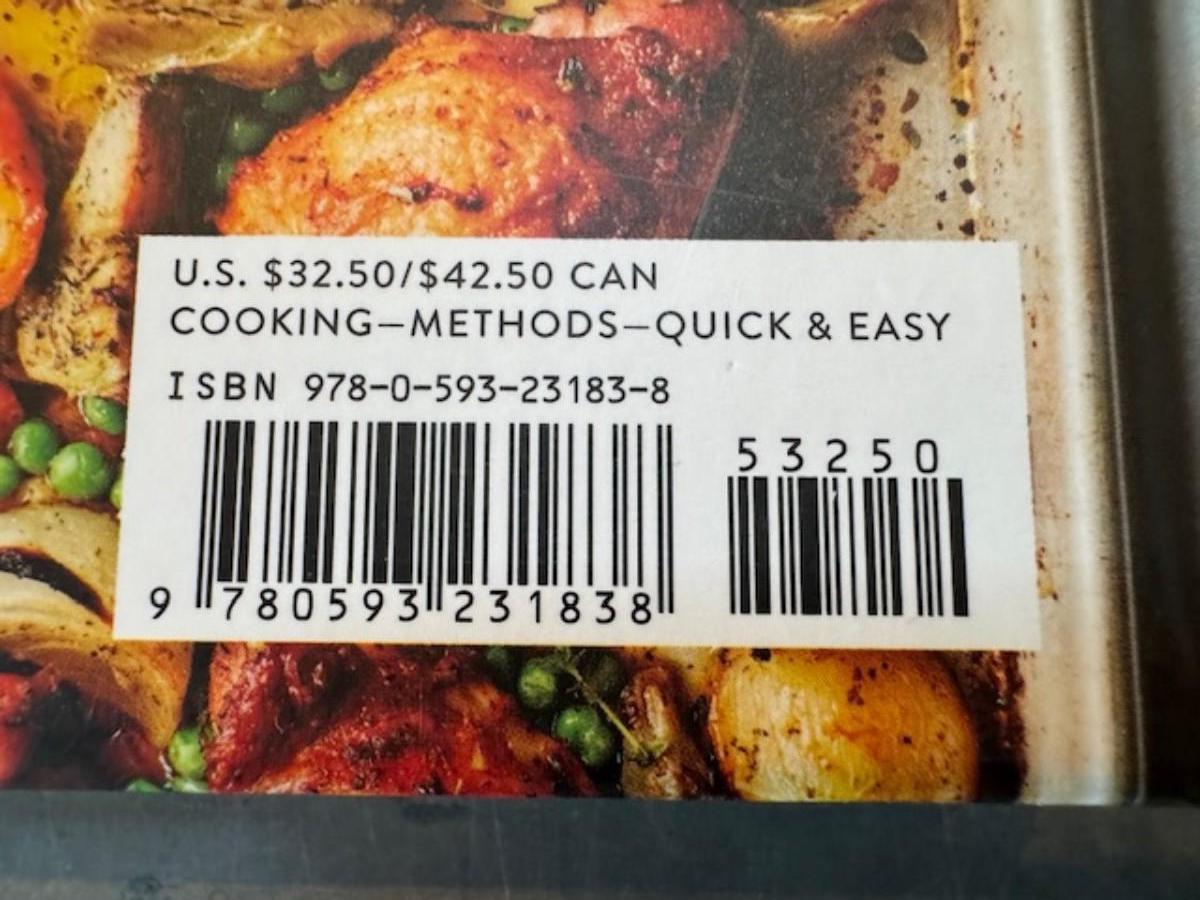 U.S. $32.50/$42.50 CAN
COOKING—METHODS—QUICK & EASY
ISBN 978-0-593-23183-8
53250
9 780593 231838